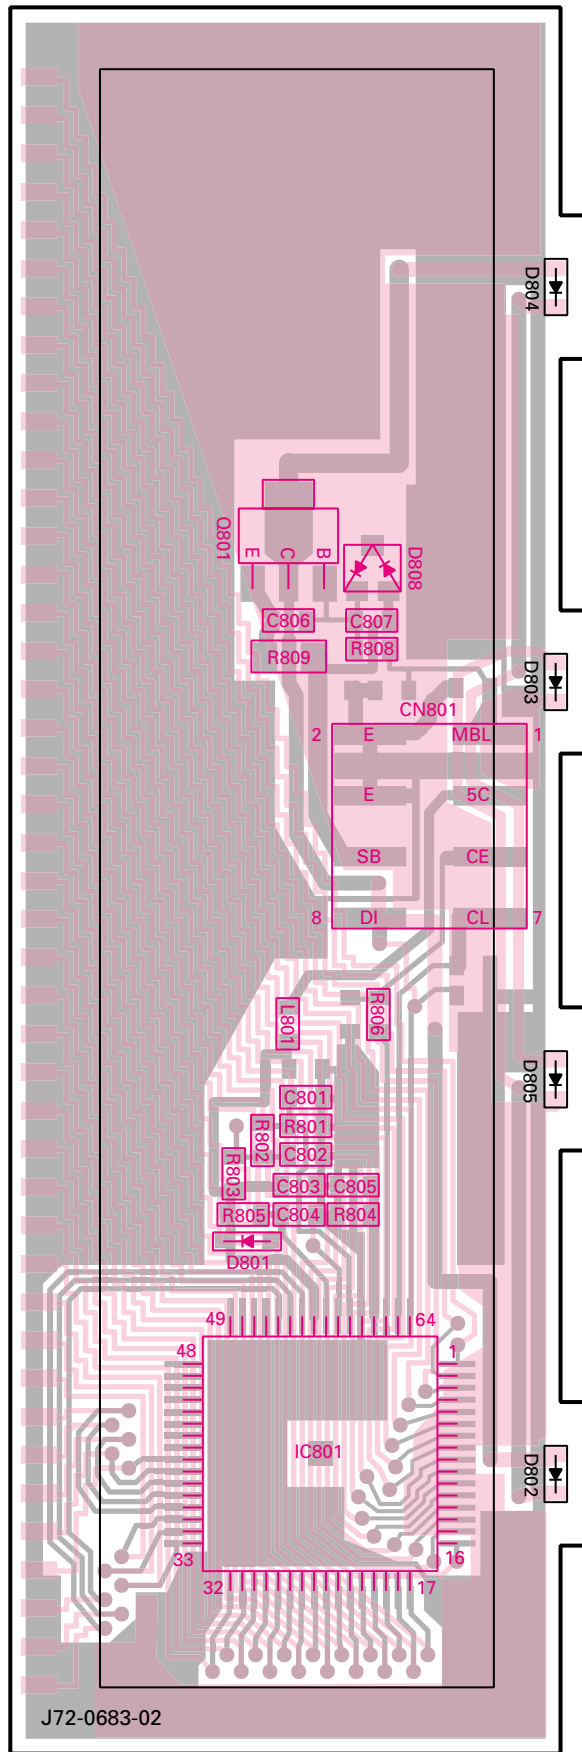 D804
Q801
E
C
B
D808
C806
C807
R809
R808
D803
CN801
2
E
MBL
1
E
5C
SB
CE
8
DI
CL
7
L801
R806
D805
C801
R802
R801
R803
C802
C803
C805
R805
C804
R804
D801
49
64
48
1
IC801
D802
33
16
32
17
J72-0683-02